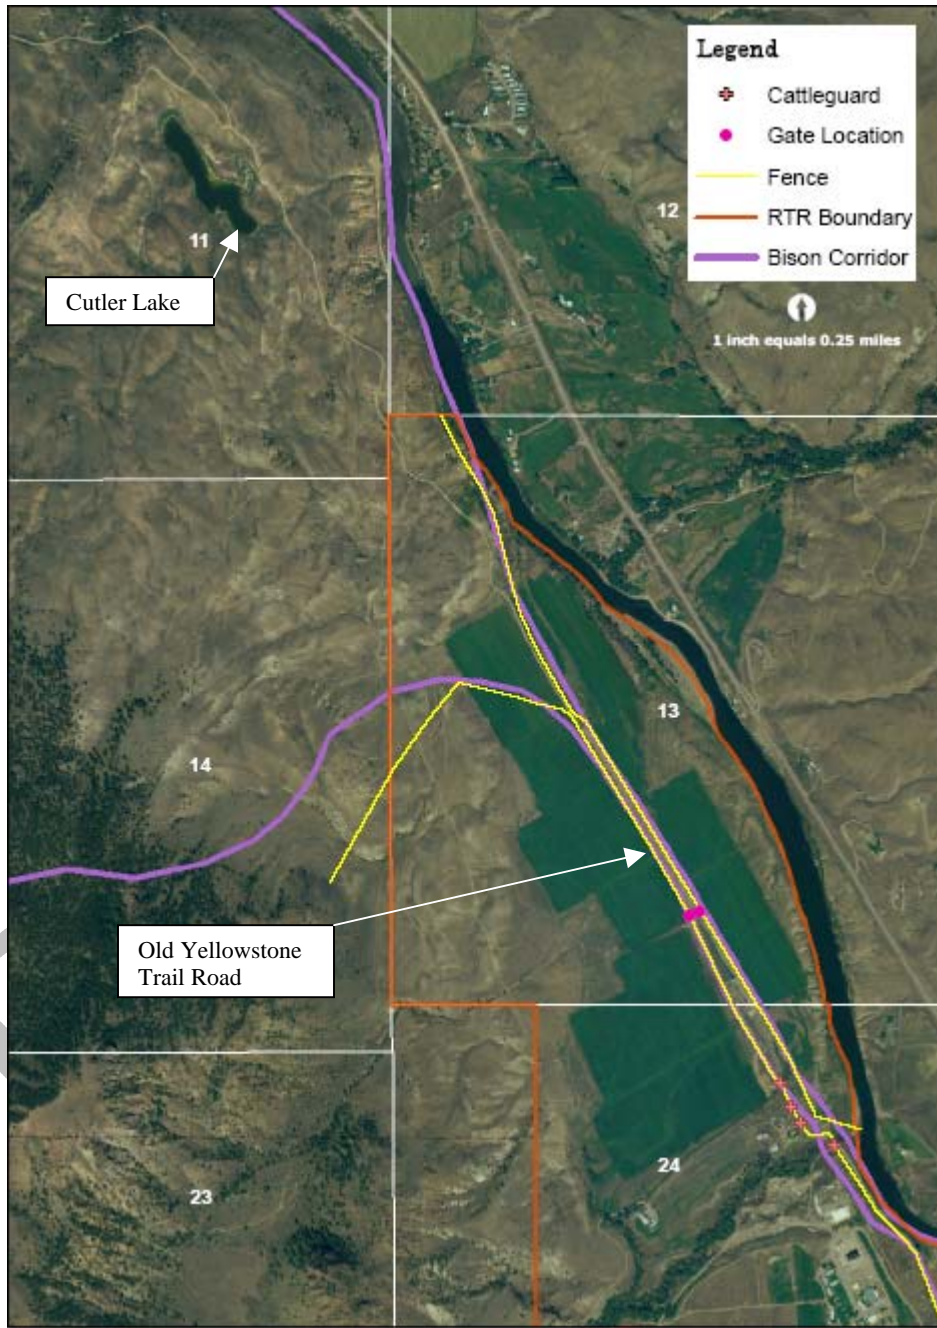 Legend
Cattleguard
Gate Location
Fence
RTR Boundary
Bison Corridor
1 inch equals 0.25 miles
12
11
Cutler Lake
13
14
Old Yellowstone
Trail Road
24
23